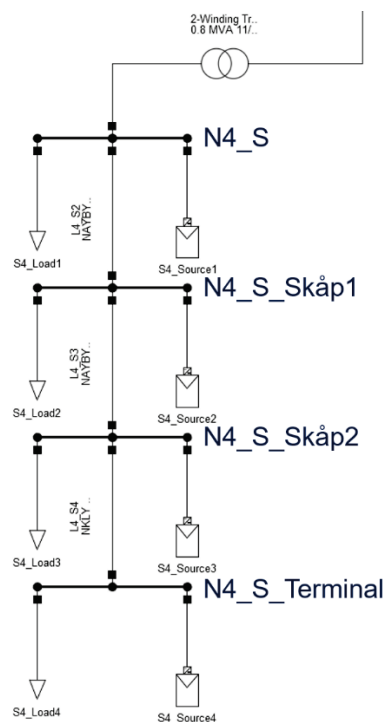 2-Winding Tr..
0.8 MVA 11/..
N4_S
L4_S2
NAYBY..
S4_Load1
S4_Source1
N4_S_Skåp1
L4_S3
NAYBY..
S4_Load2
S4_Source2
N4_S_Skåp2
L4_S4
NKLY ..
S4_Load3
S4_Source3
N4_S_Terminal
S4_Load4
S4_Source4